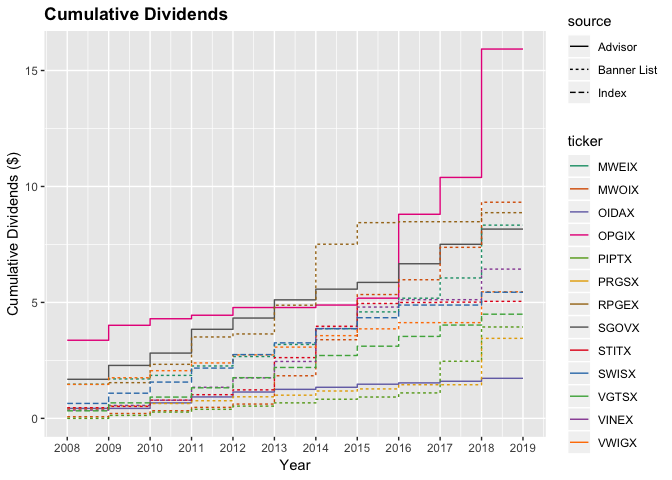 Cumulative Dividends
Cumulative Dividends ($)
15
10
5
0
2008 2009 2010 2011 2012 2013 2014 2015 2016 2017 2018 2019
Year
source
Advisor
Banner List
Index
ticker
MWEIX
MWOIX
OIDAX
OPGIX
PIPTX
PRGSX
RPGEX
SGOVX
STITX
SWISX
VGTSX
VINEX
VWIGX